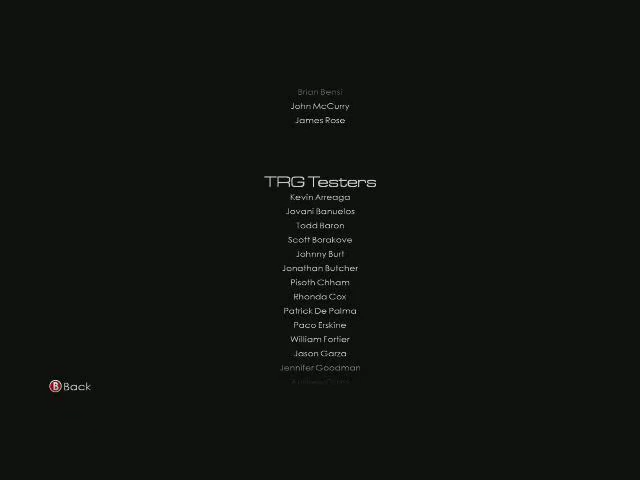 Brian Bensi
John McCurry
James Rose
TRG Testers
Kevin Arreaga
Jovani Banuelos
Todd Baron
Scott Borakove
Johnny Burt
Jonathan Butcher
Pisoth Chham
Rhonda Cox
Patrick De Palma
Paco Erskine
William Fortier
Jason Garza
Jennifer Goodman
B Back